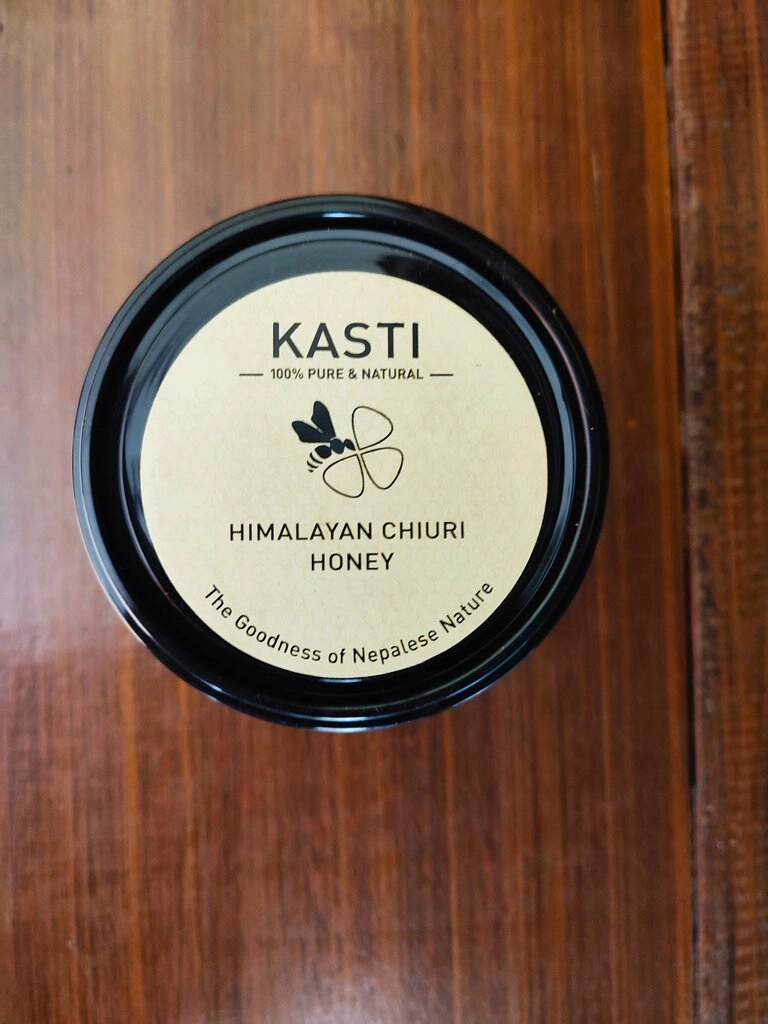 KASTI
100% PURE & NATURAL
HIMALAYAN CHIURI
HONEY
The Goodness of Nepalese Nature